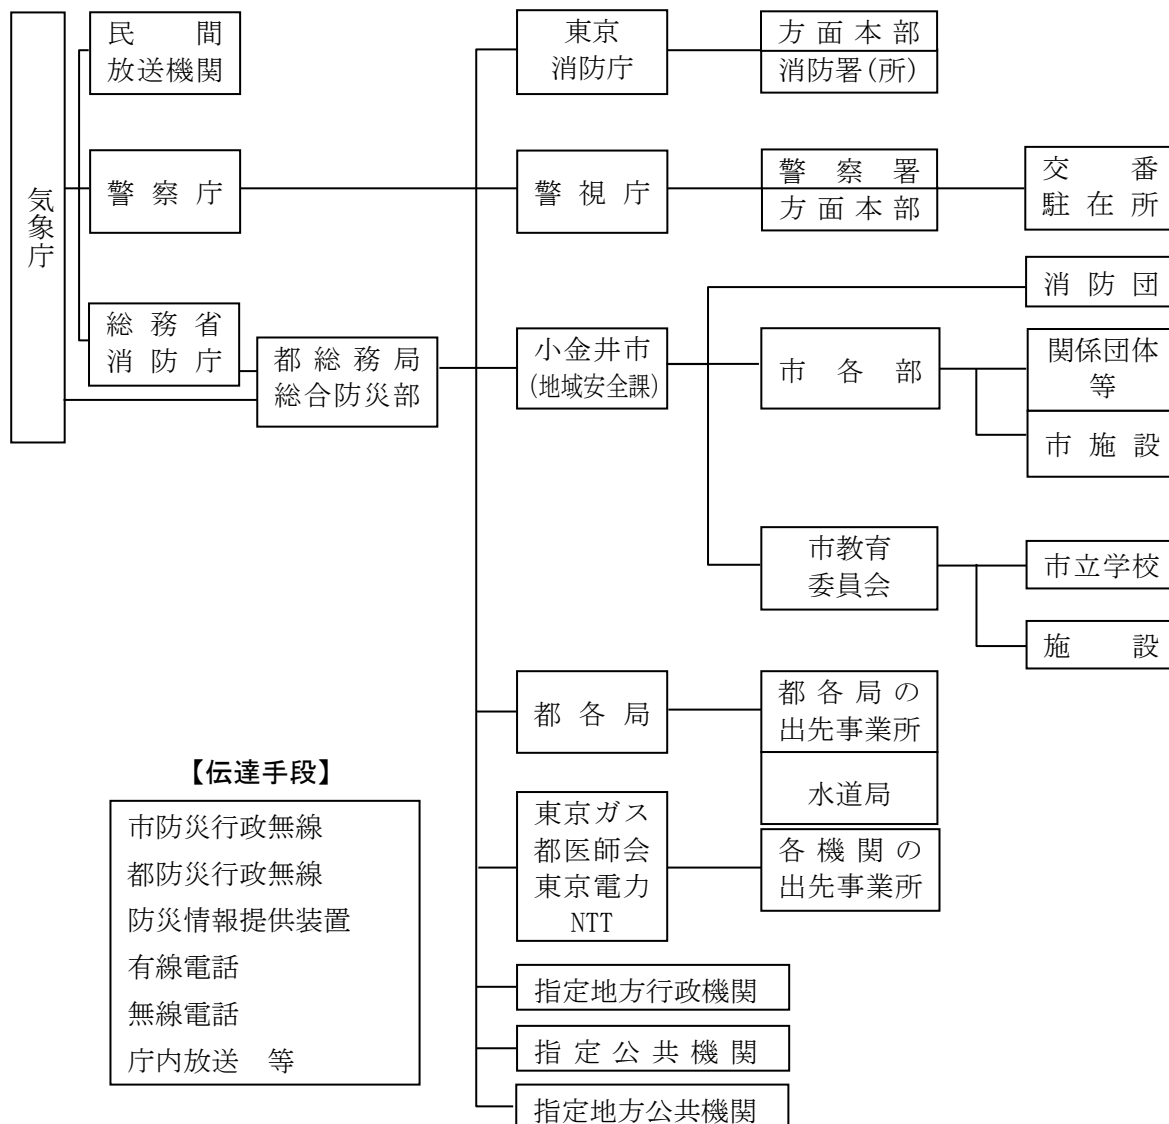 気象庁
民間
放送機関
警察庁
総務省
消防庁
都総務局
総合防災部
東京
消防庁
方面本部
消防署(所)
警視庁
警察署
方面本部
交番
駐在所
小金井市
(地域安全課)
消防団
市各部
関係団体
等
市施設
市教育
委員会
市立学校
施設
都各局
都各局の
出先事業所
水道局
東京ガス
都医師会
東京電力
NTT
各機関の
出先事業所
指定地方行政機関
指定公共機関
指定地方公共機関
【伝達手段】
市防災行政無線
都防災行政無線
防災情報提供装置
有線電話
無線電話
庁内放送　等